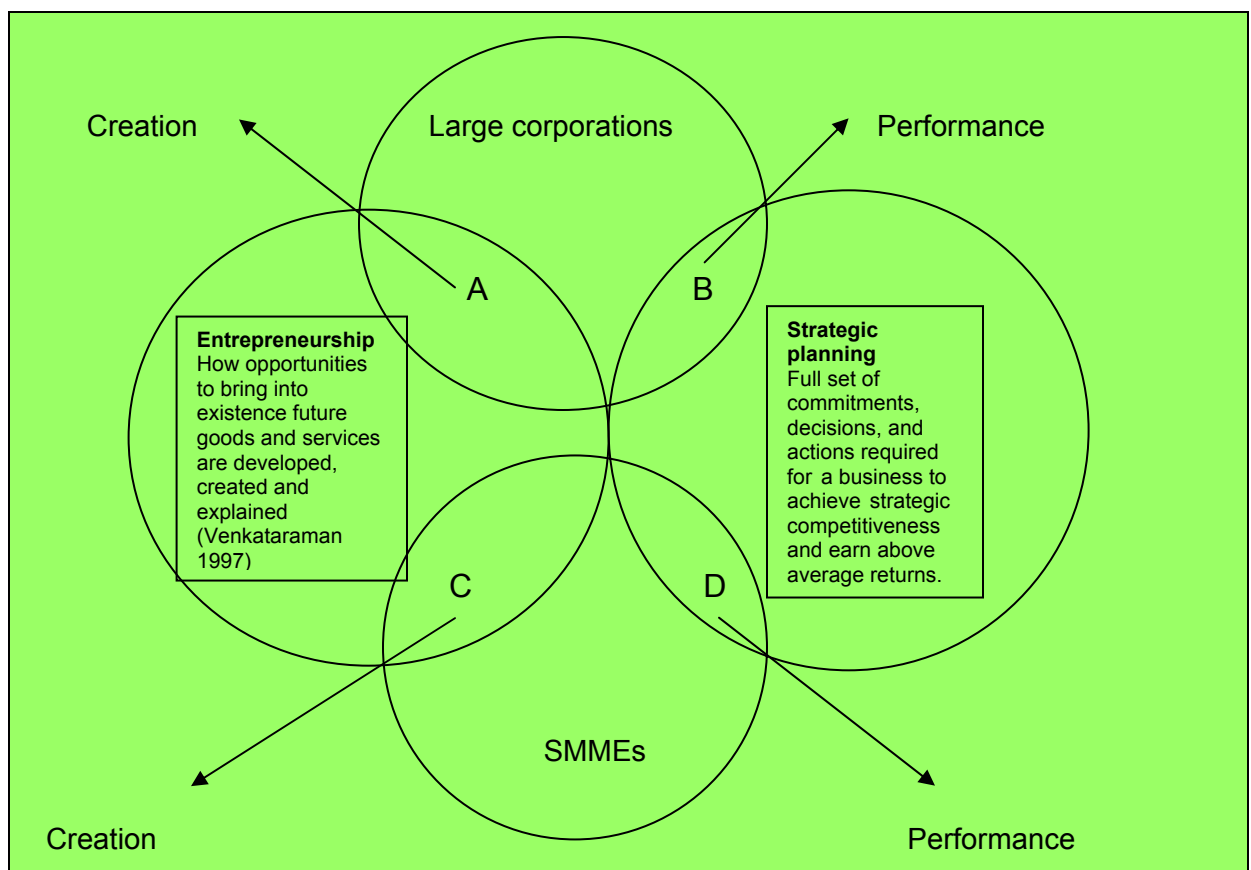 Creation
Large corporations
Performance
A
B
Entrepreneurship
How opportunities
to bring into
existence future
goods and services
are developed,
created and
explained
(Venkataraman
1997)
Strategic
planning
Full set of
commitments,
decisions, and
actions required
for a business to
achieve strategic
competitiveness
and earn above
average returns.
C
D
SMMEs
Creation
Performance